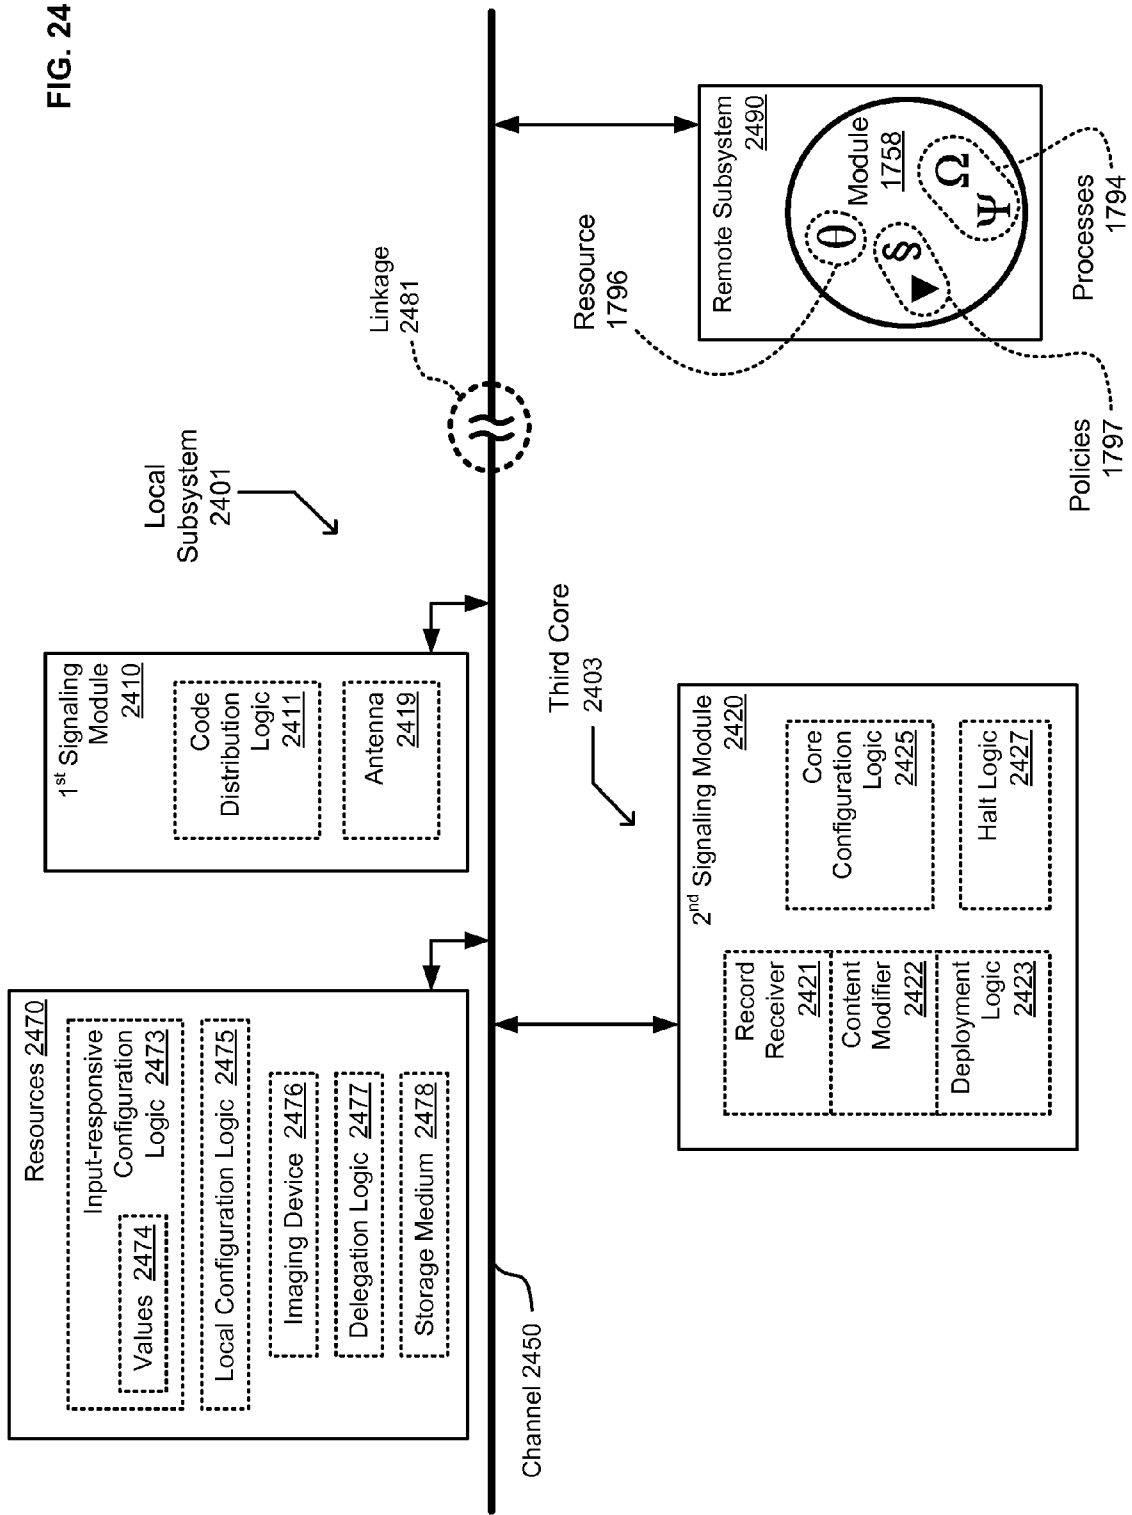 FIG. 24
Resources 2470
Input-responsive
Configuration
Logic 2473
Values 2474
Local Configuration Logic 2475
Imaging Device 2476
Delegation Logic 2477
Storage Medium 2478
1st Signaling
Module
2410
Code
Distribution
Logic
2411
Antenna
2419
Local
Subsystem
2401
Linkage
2481
Channel 2450
Third Core
2403
2nd Signaling Module
2420
Record
Receiver
2421
Content
Modifier
2422
Deployment
Logic
2423
Core
Configuration
Logic
2425
Halt Logic
2427
Resource
1796
Remote Subsystem
2490
Module
1758
θ
§
Ω
Ψ
Policies
1797
Processes
1794